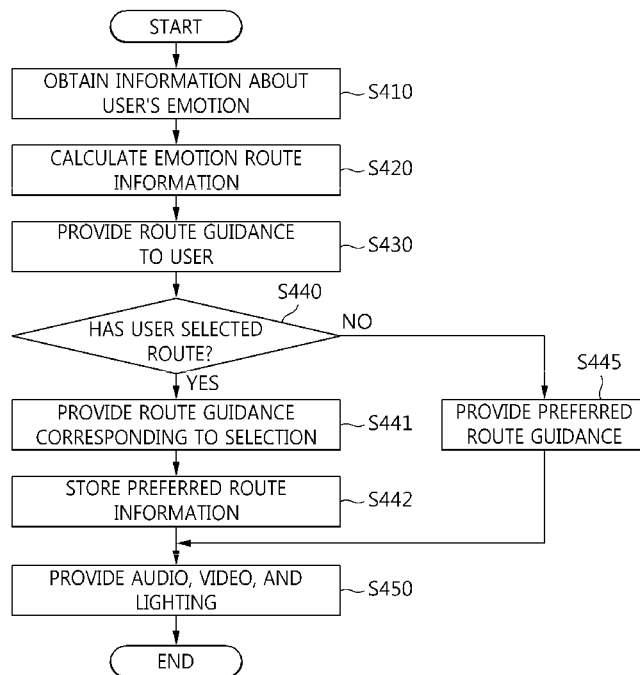 START
OBTAIN INFORMATION ABOUT
USER'S EMOTION
S410
CALCULATE EMOTION ROUTE
INFORMATION
S420
PROVIDE ROUTE GUIDANCE
TO USER
S430
S440
HAS USER SELECTED
ROUTE?
NO
YES
S445
PROVIDE ROUTE GUIDANCE
CORRESPONDING TO SELECTION
S441
PROVIDE PREFERRED
ROUTE GUIDANCE
STORE PREFERRED ROUTE
INFORMATION
S442
PROVIDE AUDIO, VIDEO, AND
LIGHTING
S450
END